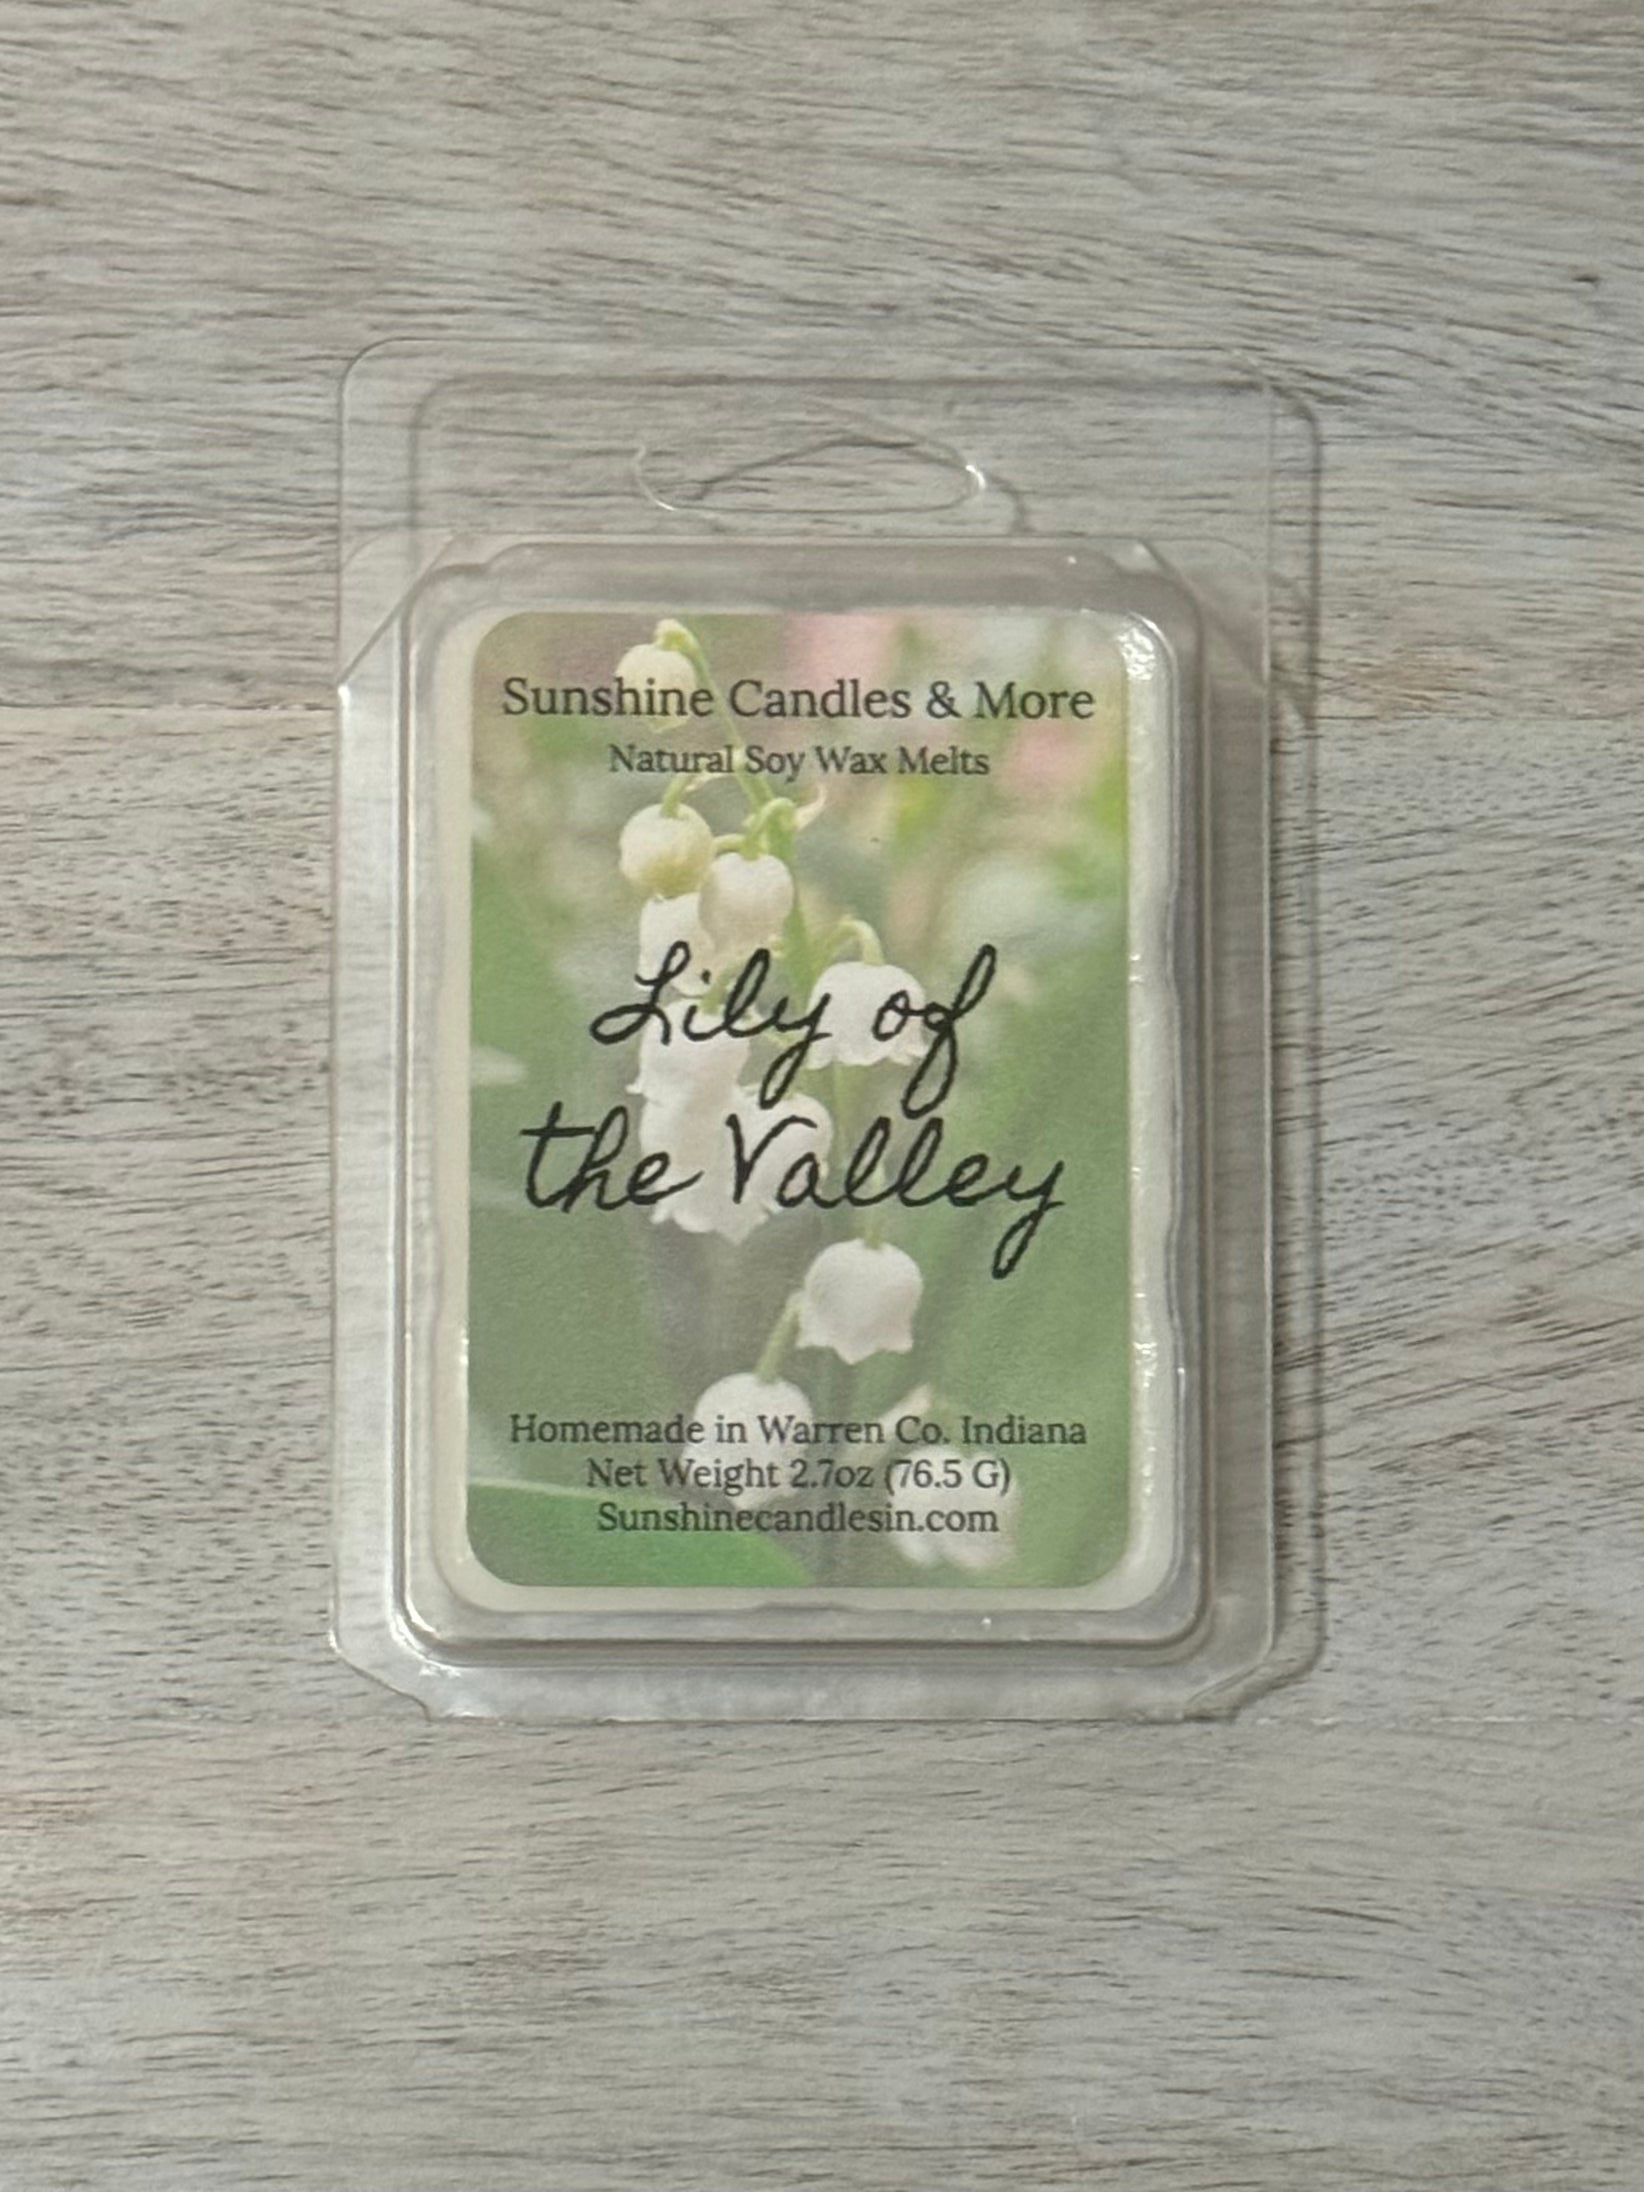 Sunshine Candles & More
Natural Soy Wax Melts
Lily of
the Valley
Homemade in Warren Co. Indiana
Net Weight 2.7oz (76.5 G)
Sunshinecandlesin.com